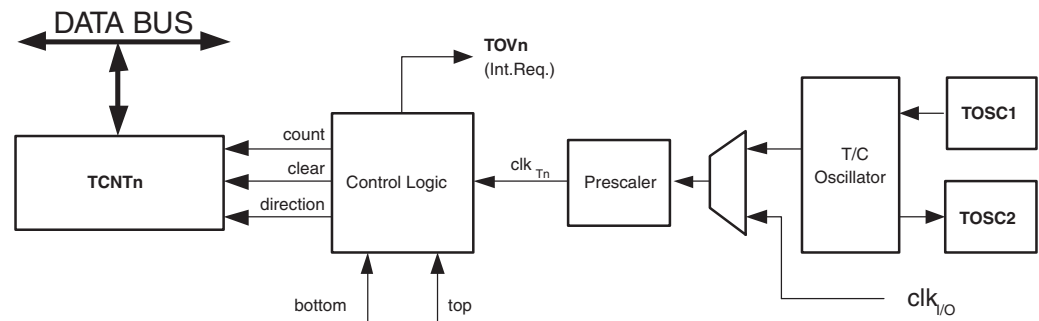 DATA BUS
TOVn
(Int.Req.)
TOSC1
count
T/C
Oscillator
TCNTn
clear
Control Logic
clk Tn
Prescaler
direction
TOSC2
bottom
top
clk I/O